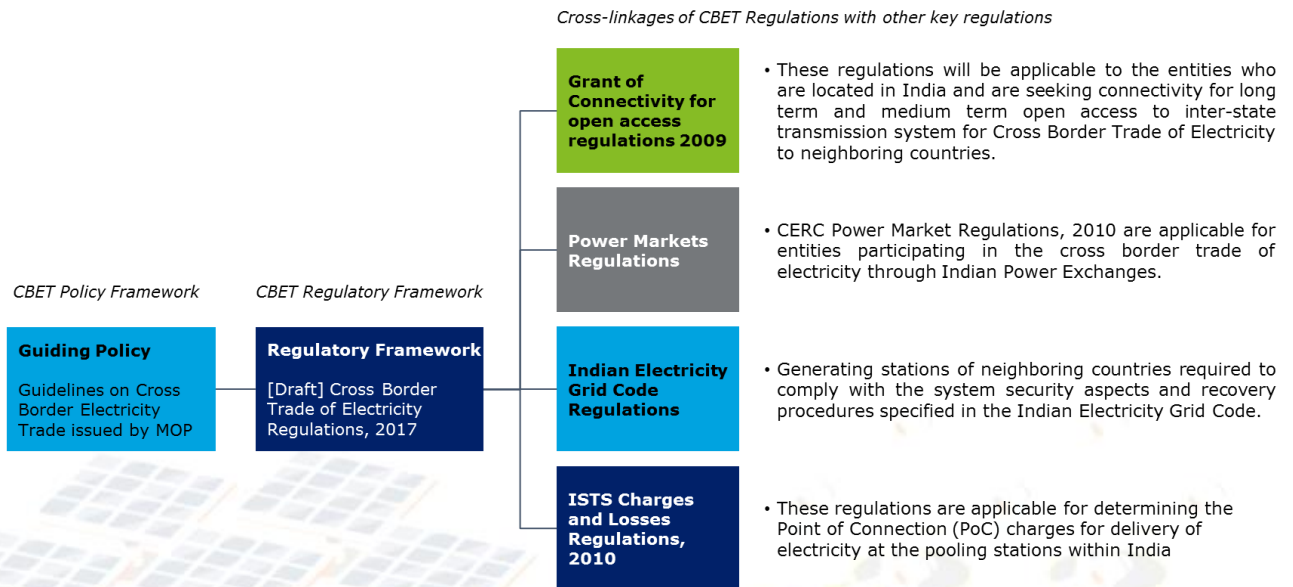 Cross-linkages of CBET Regulations with other key regulations
Grant of
Connectivity for
open access
regulations 2009
• These regulations will be applicable to the entities who
are located in India and are seeking connectivity for long
term and medium term open access to inter-state
transmission system for Cross Border Trade of Electricity
to neighboring countries.
Power Markets
Regulations
• CERC Power Market Regulations, 2010 are applicable for
entities participating in the cross border trade of
electricity through Indian Power Exchanges.
CBET Policy Framework
CBET Regulatory Framework
Guiding Policy
Guidelines on Cross
Border Electricity
Trade issued by MOP
Regulatory Framework
[Draft] Cross Border
Trade of Electricity
Regulations, 2017
Indian Electricity
Grid Code
Regulations
• Generating stations of neighboring countries required to
comply with the system security aspects and recovery
procedures specified in the Indian Electricity Grid Code.
ISTS Charges
and Losses
Regulations,
2010
• These regulations are applicable for determining the
Point of Connection (PoC) charges for delivery of
electricity at the pooling stations within India